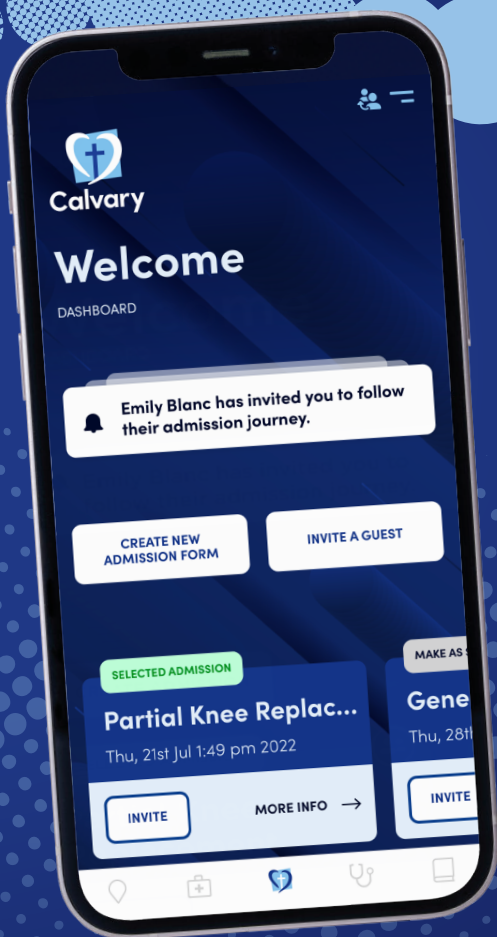 Calvary
Welcome
DASHBOARD
Emily Blanc has invited you to follow
their admission journey.
CREATE NEW
ADMISSION FORM
INVITE A GUEST
SELECTED ADMISSION
Partial Knee Replac...
Thu, 21st Jul 1:49 pm 2022
INVITE
MORE INFO →
MAKE AS
Gene
Thu, 28t
INVITE